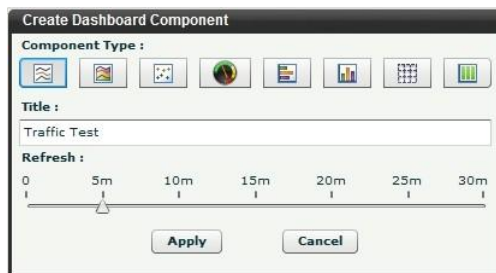 Create Dashboard Component
Component Type :
Title :
Traffic Test
Refresh :
0 5m 10m 15m 20m 25m 30m
Apply Cancel